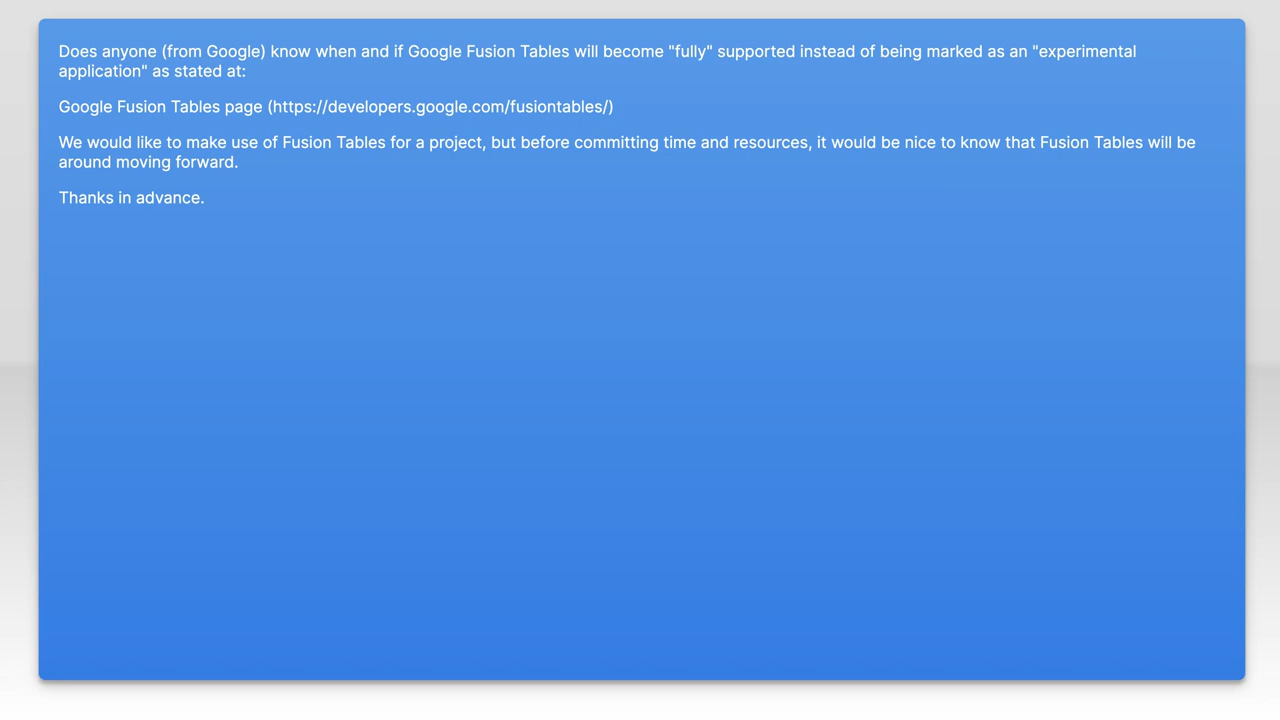 Does anyone (from Google) know when and if Google Fusion Tables will become "fully" supported instead of being marked as an "experimental
application" as stated at:
Google Fusion Tables page (https://developers.google.com/fusiontables/)
We would like to make use of Fusion Tables for a project, but before committing time and resources, it would be nice to know that Fusion Tables will be
around moving forward.
Thanks in advance.